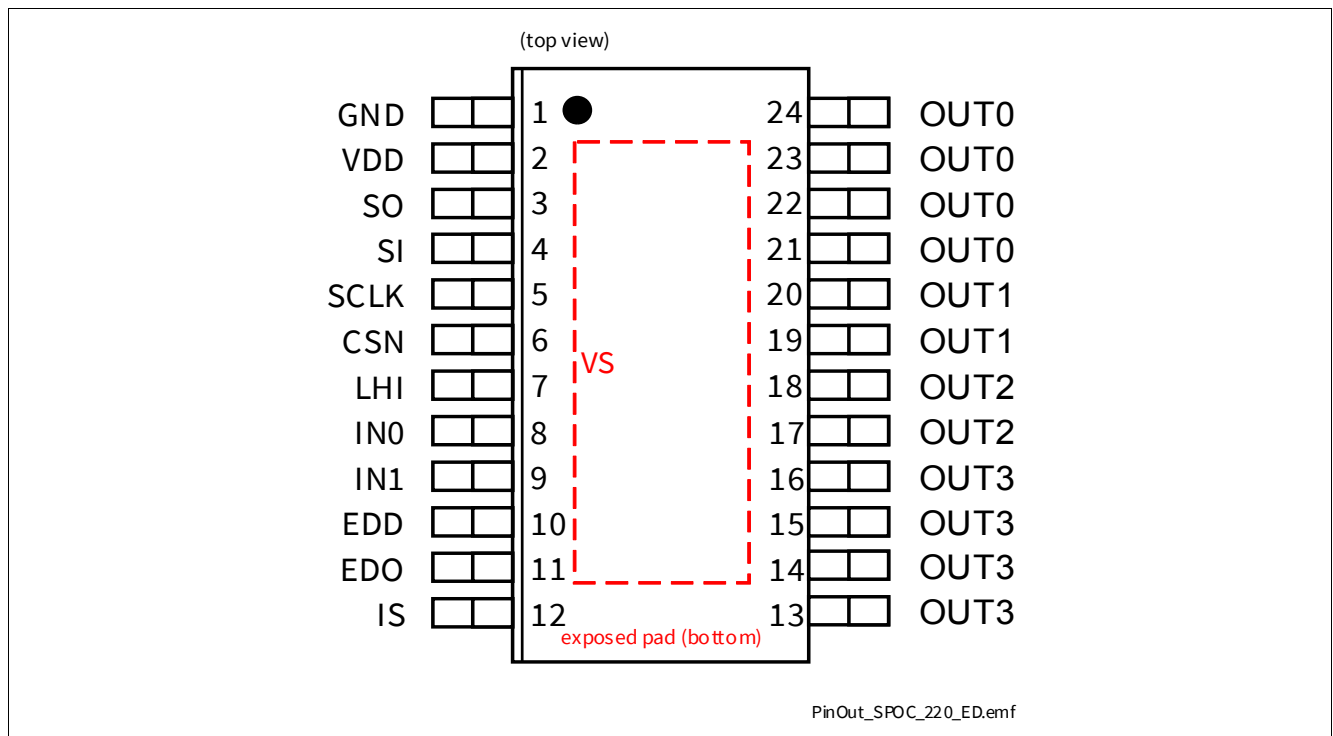 (top view)
GND 1 24 OUT0
VDD 2 23 OUT0
SO 3 22 OUT0
SI 4 21 OUT0
SCLK 5 20 OUT1
CSN 6 19 OUT1
VS
LHI 7 18 OUT2
IN0 8 17 OUT2
IN1 9 16 OUT3
EDD 10 15 OUT3
EDO 11 14 OUT3
IS 12 13 OUT3
exposed pad (bottom)
PinOut_SPOC_220_ED.emf